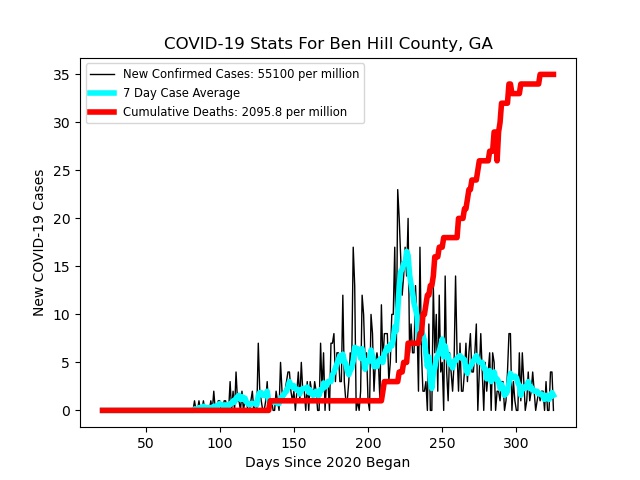 COVID-19 Stats For Ben Hill County, GA
New Confirmed Cases: 55100 per million
7 Day Case Average
Cumulative Deaths: 2095.8 per million
New COVID-19 Cases
35
30
25
20
15
10
5
0
50 100 150 200 250 300
Days Since 2020 Began